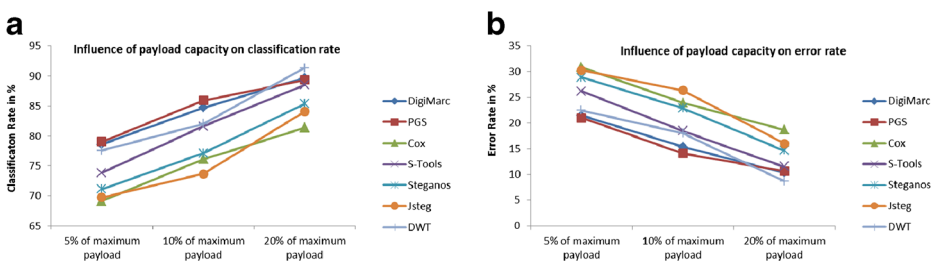 a
Influence of payload capacity on classification rate
Classificaton Rate in %
95
90
85
80
75
70
65
5% of maximum payload
10% of maximum payload
20% of maximum payload
DigiMarc
PGS
Cox
S-Tools
Steganos
Jsteg
DWT
b
Influence of payload capacity on error rate
Error Rate in %
35
30
25
20
15
10
5
0
5% of maximum payload
10% of maximum payload
20% of maximum payload
DigiMarc
PGS
Cox
S-Tools
Steganos
Jsteg
DWT